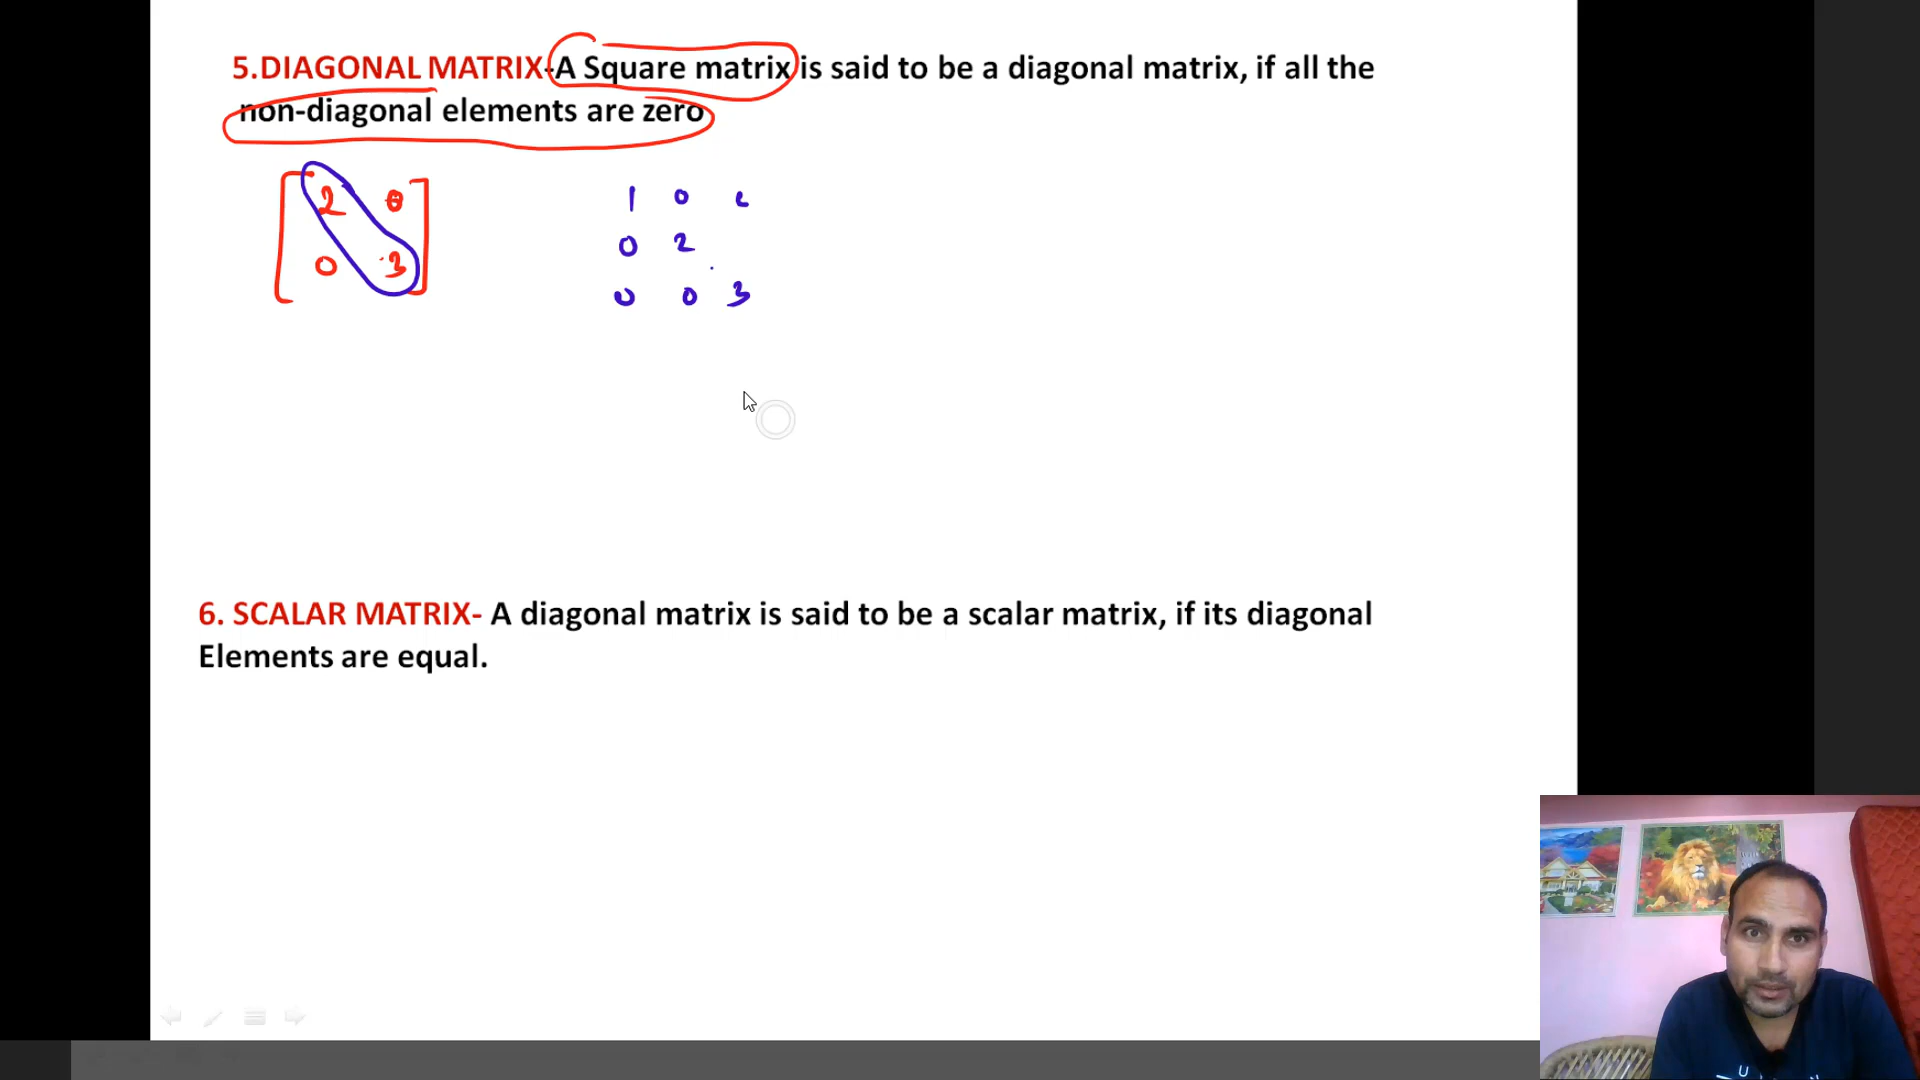 5.DIAGONAL MATRIX-A Square matrix is said to be a diagonal matrix, if all the
non-diagonal elements are zero
2 0
0 3
1 0
0 2
0 0 3
6. SCALAR MATRIX- A diagonal matrix is said to be a scalar matrix, if its diagonal
Elements are equal.